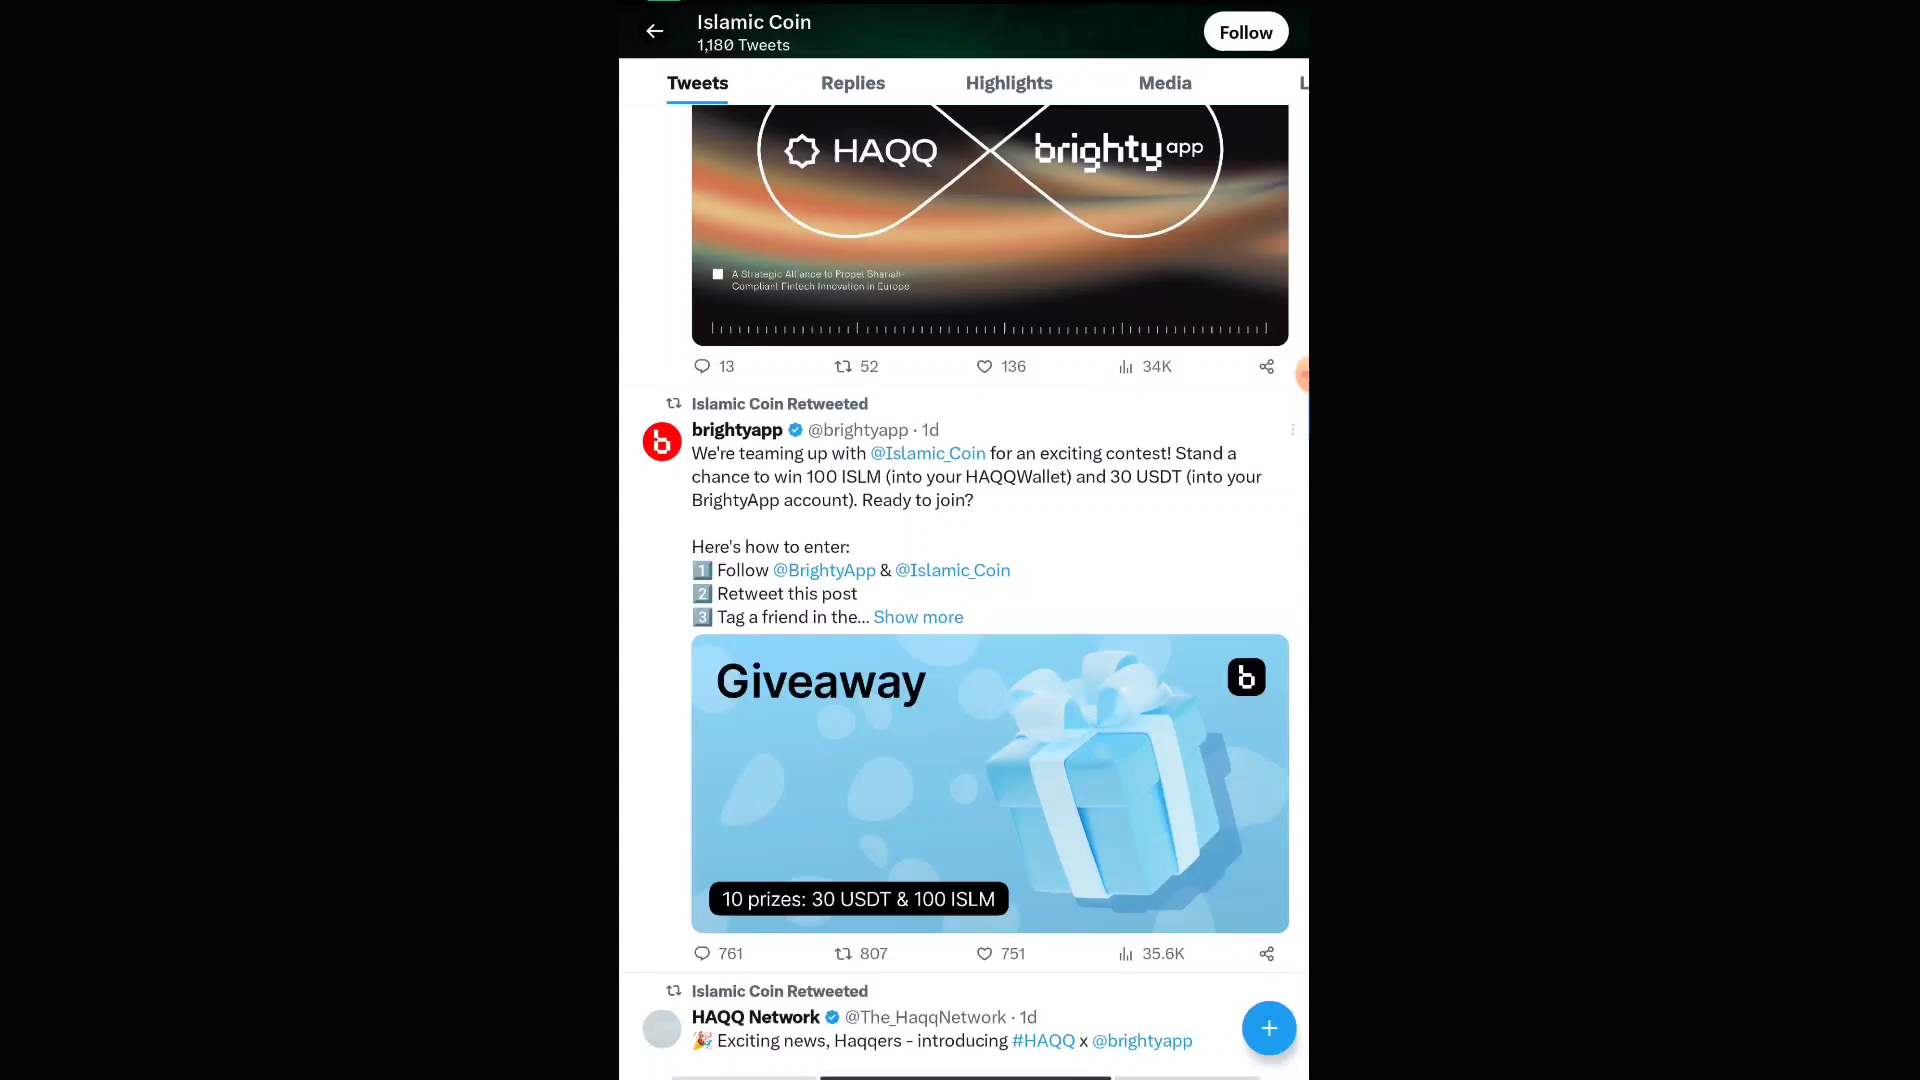 Islamic Coin
1,180 Tweets
Follow
Tweets Replies Highlights Media L
HAQQ brighty app
A Strategic Alliance to Propel Shariah-
Compliant Fintech Innovation in Europe
13 52 136 34K
Islamic Coin Retweeted
brightyapp @brightyapp · 1d
We're teaming up with @Islamic_Coin for an exciting contest! Stand a
chance to win 100 ISLM (into your HAQQWallet) and 30 USDT (into your
BrightyApp account). Ready to join?
Here's how to enter:
1️⃣ Follow @BrightyApp & @Islamic_Coin
2️⃣ Retweet this post
3️⃣ Tag a friend in the... Show more
Giveaway
b
10 prizes: 30 USDT & 100 ISLM
761 807 751 35.6K
Islamic Coin Retweeted
HAQQ Network @The_HaqqNetwork · 1d
🎉 Exciting news, Haqqers - introducing #HAQQ x @brightyapp